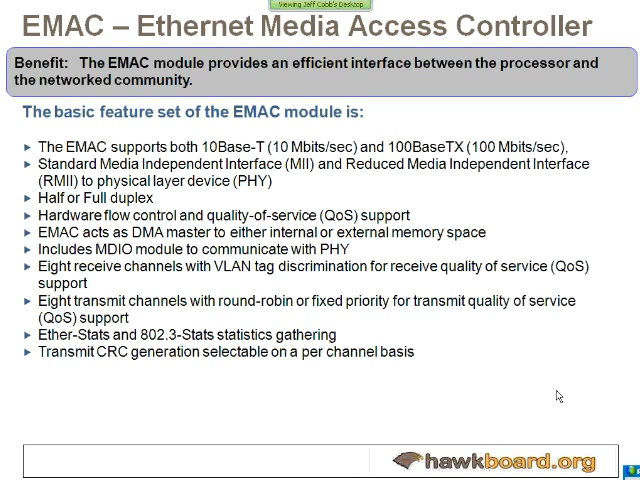 Viewing Jeff Cobb's Desktop
EMAC – Ethernet Media Access Controller
Benefit: The EMAC module provides an efficient interface between the processor and
the networked community.
The basic feature set of the EMAC module is:
The EMAC supports both 10Base-T (10 Mbits/sec) and 100BaseTX (100 Mbits/sec),
Standard Media Independent Interface (MII) and Reduced Media Independent Interface
(RMII) to physical layer device (PHY)
Half or Full duplex
Hardware flow control and quality-of-service (QoS) support
EMAC acts as DMA master to either internal or external memory space
Includes MDIO module to communicate with PHY
Eight receive channels with VLAN tag discrimination for receive quality of service (QoS)
support
Eight transmit channels with round-robin or fixed priority for transmit quality of service
(QoS) support
Ether-Stats and 802.3-Stats statistics gathering
Transmit CRC generation selectable on a per channel basis
hawkboard.org